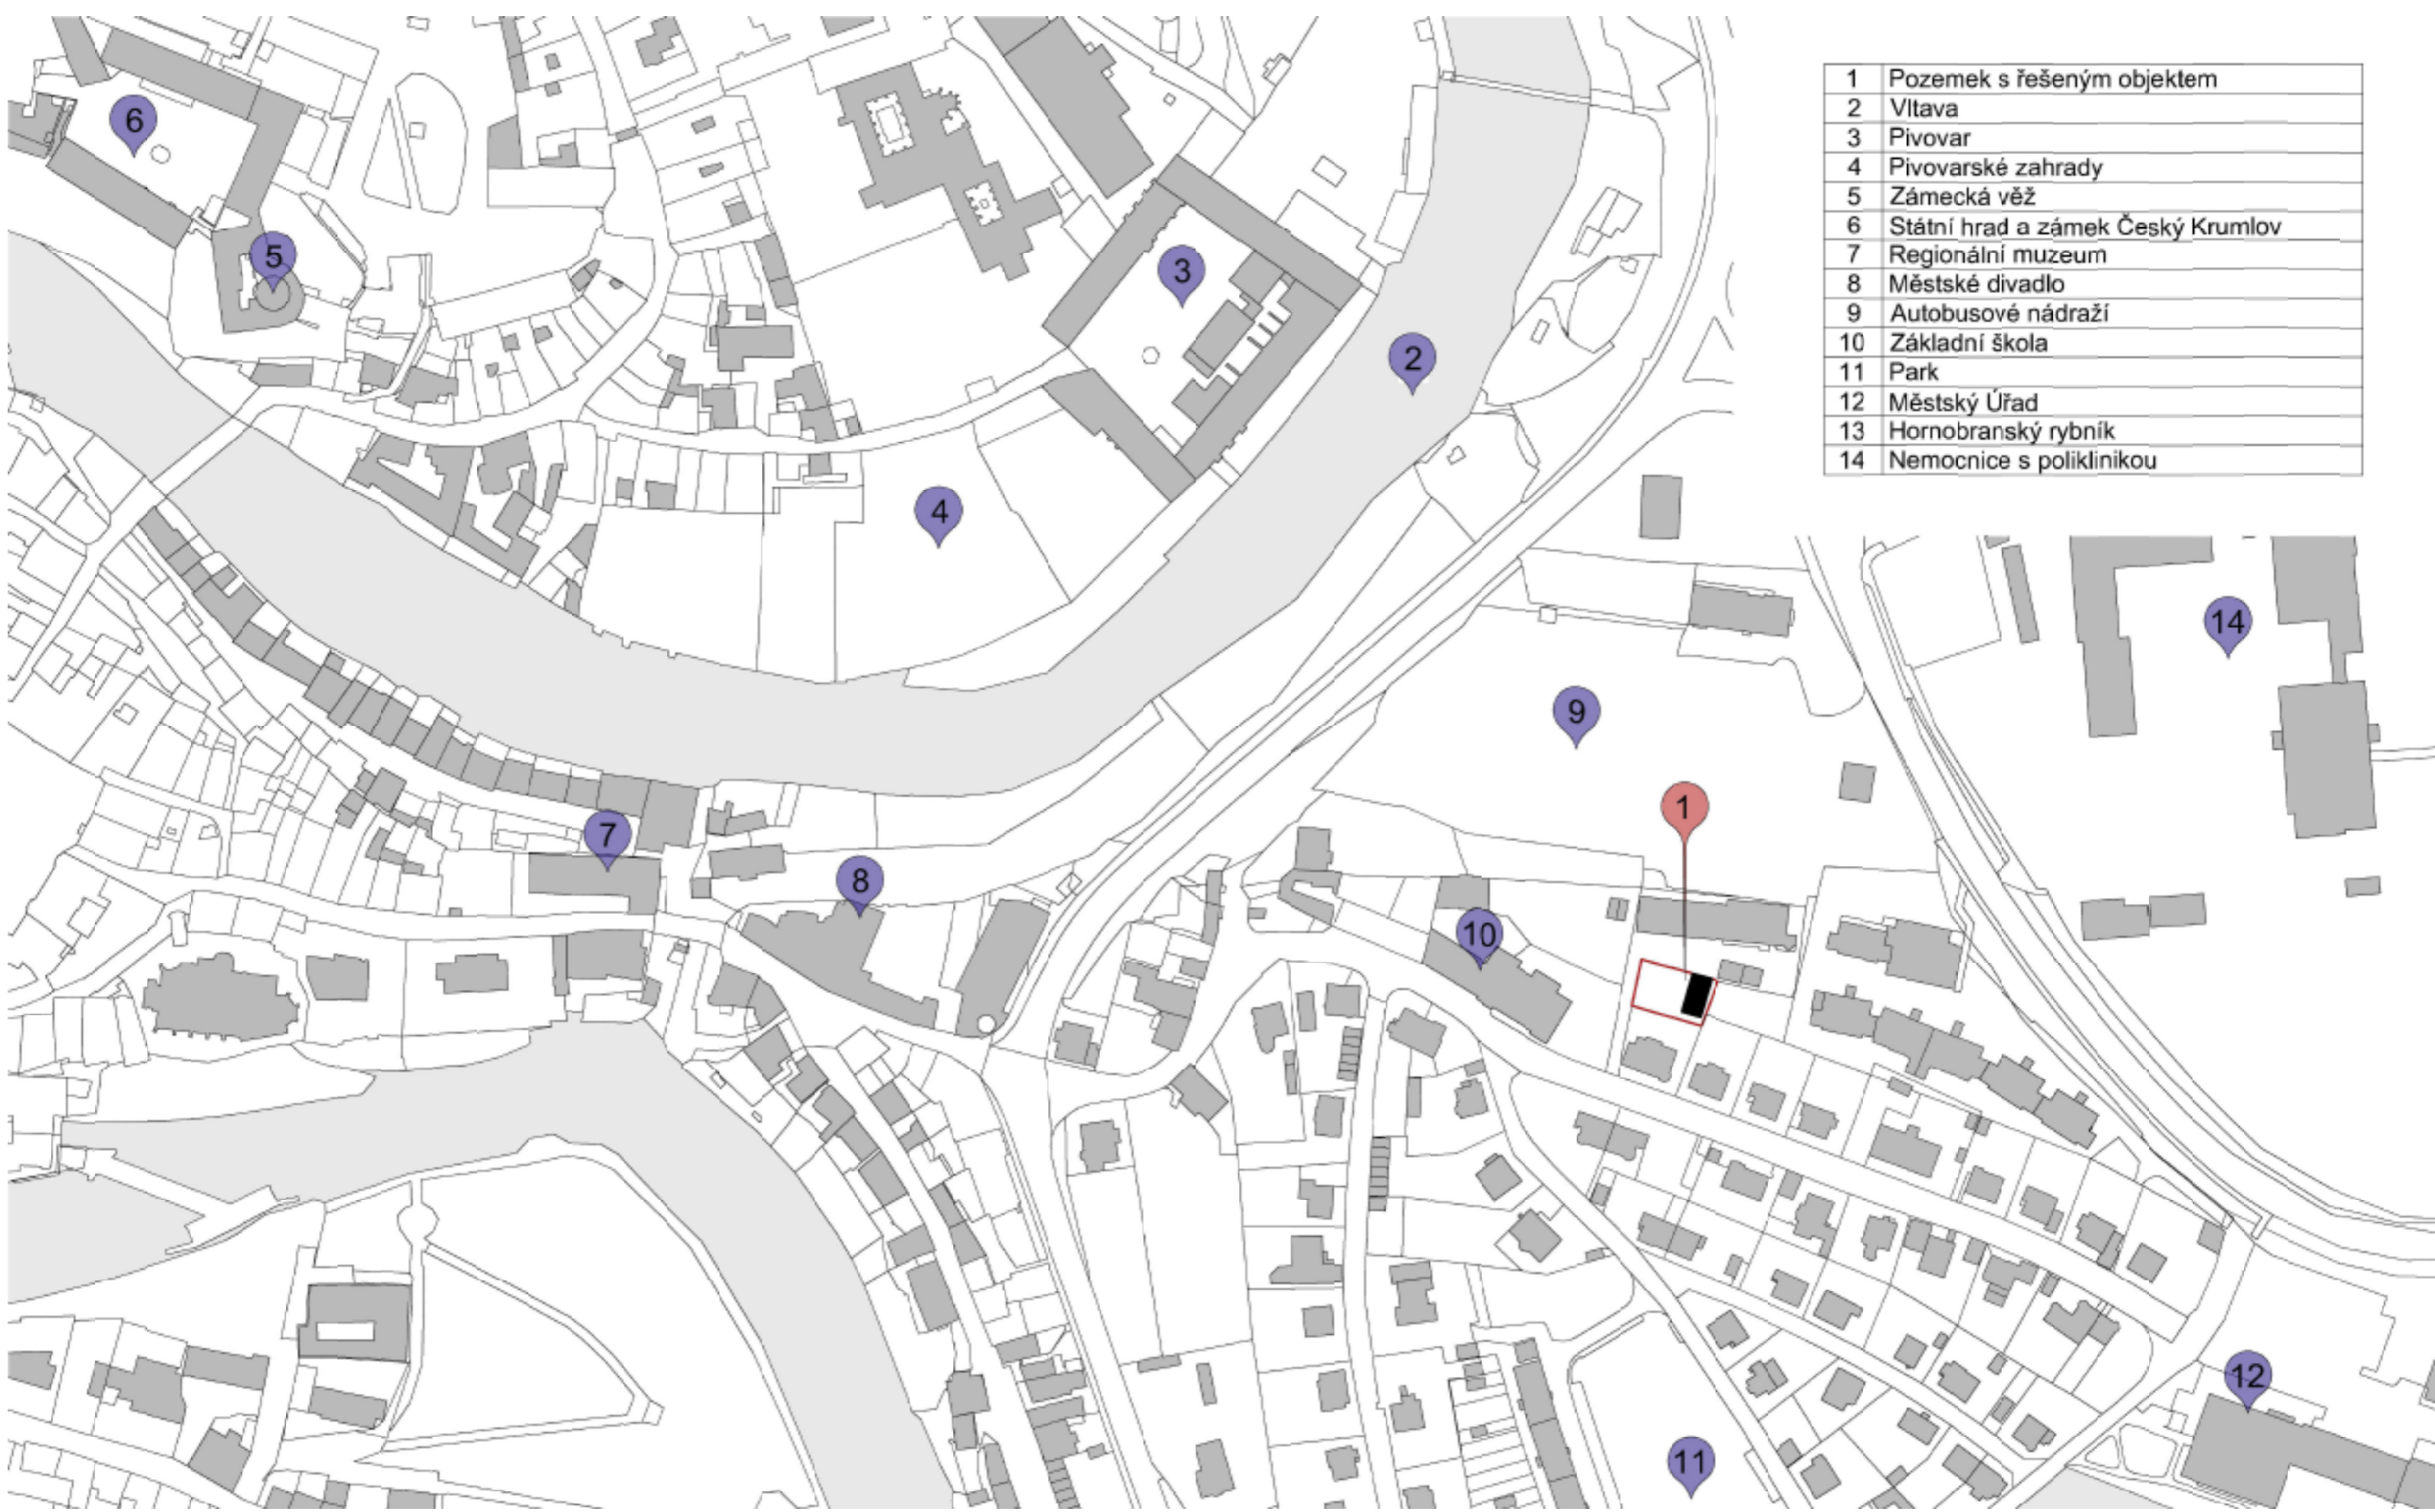 1 Pozemek s řešeným objektem
2 Vltava
3 Pivovar
4 Pivovarské zahrady
5 Zámecká věž
6 Státní hrad a zámek Český Krumlov
7 Regionální muzeum
8 Městské divadlo
9 Autobusové nádraží
10 Základní škola
11 Park
12 Městský Úřad
13 Hornobranský rybník
14 Nemocnice s poliklinikou
6
5
3
2
4
14
9
1
7
8
10
12
11